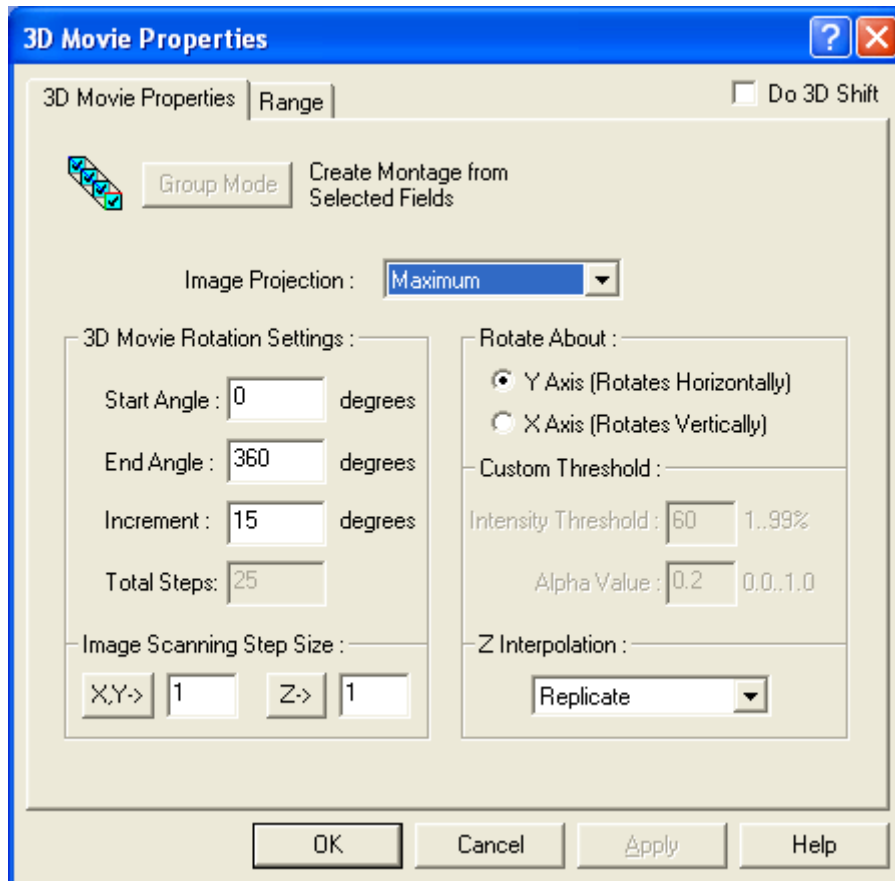 3D Movie Properties
3D Movie Properties
Range
Do 3D Shift
Group Mode
Create Montage from
Selected Fields
Image Projection :
Maximum
3D Movie Rotation Settings :
Start Angle : 0 degrees
End Angle : 360 degrees
Increment : 15 degrees
Total Steps: 25
Image Scanning Step Size :
X,Y-> 1 Z-> 1
Rotate About :
Y Axis (Rotates Horizontally)
X Axis (Rotates Vertically)
Custom Threshold :
Intensity Threshold : 60 1..99%
Alpha Value : 0.2 0.0..1.0
Z Interpolation :
Replicate
OK Cancel Apply Help